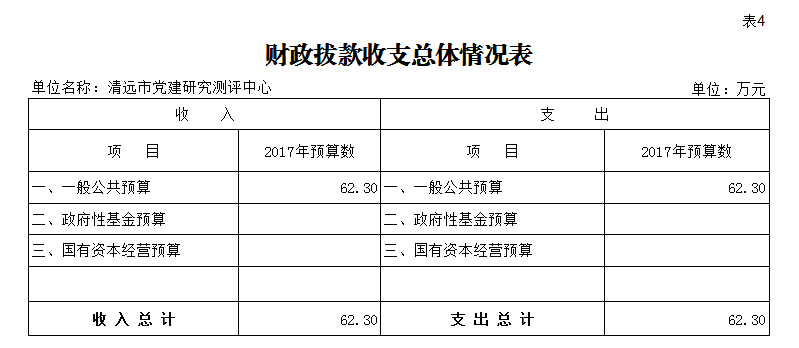 表4
财政拨款收支总体情况表
单位名称：清远市党建研究测评中心 单位：万元
收 入 支 出
项 目 2017年预算数 项 目 2017年预算数
一、一般公共预算 62.30 一、一般公共预算 62.30
二、政府性基金预算 二、政府性基金预算
三、国有资本经营预算 三、国有资本经营预算
收 入 总 计 62.30 支 出 总 计 62.30